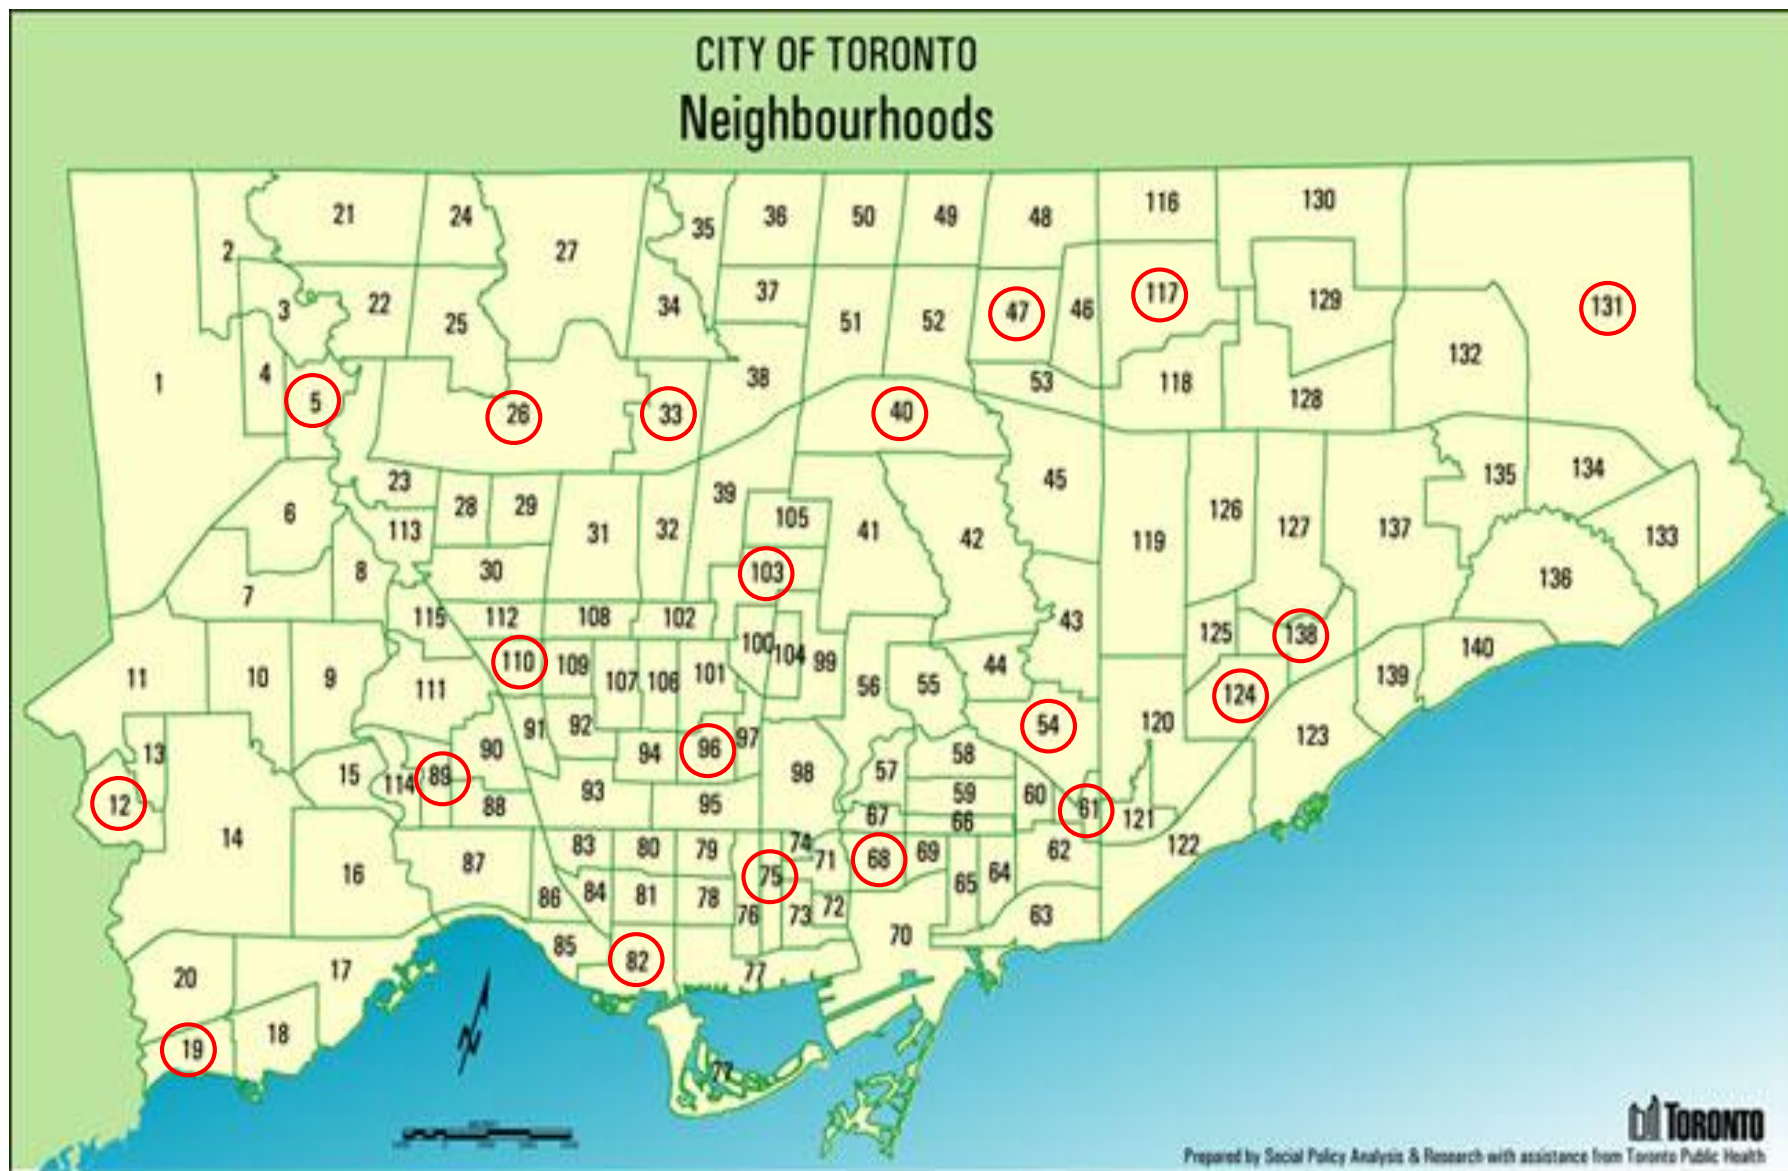 CITY OF TORONTO
Neighbourhoods
21 24 27 35 36 50 49 48 116 130
2 3 22 25 34 37 51 52 47 46 117 129 131
1 4 5 26 33 38 40 53 118 128 132
6 23 28 29 31 32 39 105 41 42 45 119 126 127 137 135 134
7 8 113 30 103 43 136 133
115 112 108 102 100 104 99 44 125 138 140
11 10 9 111 110 109 107 106 101 56 55 54 124 139
13 15 90 91 92 94 96 97 98 57 58 120 123
12 114 89 88 93 95 67 59 66 60 61 121
14 16 87 83 80 79 74 71 68 69 62 122
86 84 81 78 75 76 73 72 65 64 63
20 17 85 82 77 70
19 18
77
N
TORONTO
Prepared by Social Policy Analysis & Research with assistance from Toronto Public Health